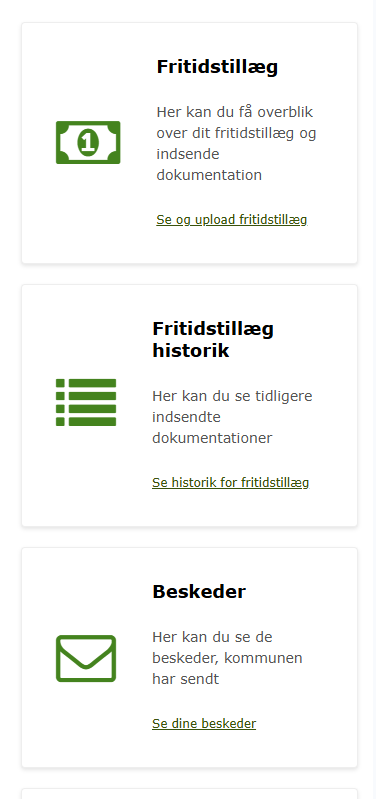 Fritidstillæg
1
Her kan du få overblik
over dit fritidstillæg og
indsende
dokumentation
Se og upload fritidstillæg
Fritidstillæg
historik
Her kan du se tidligere
indsendte
dokumentationer
Se historik for fritidstillæg
Beskeder
Her kan du se de
beskeder, kommunen
har sendt
Se dine beskeder